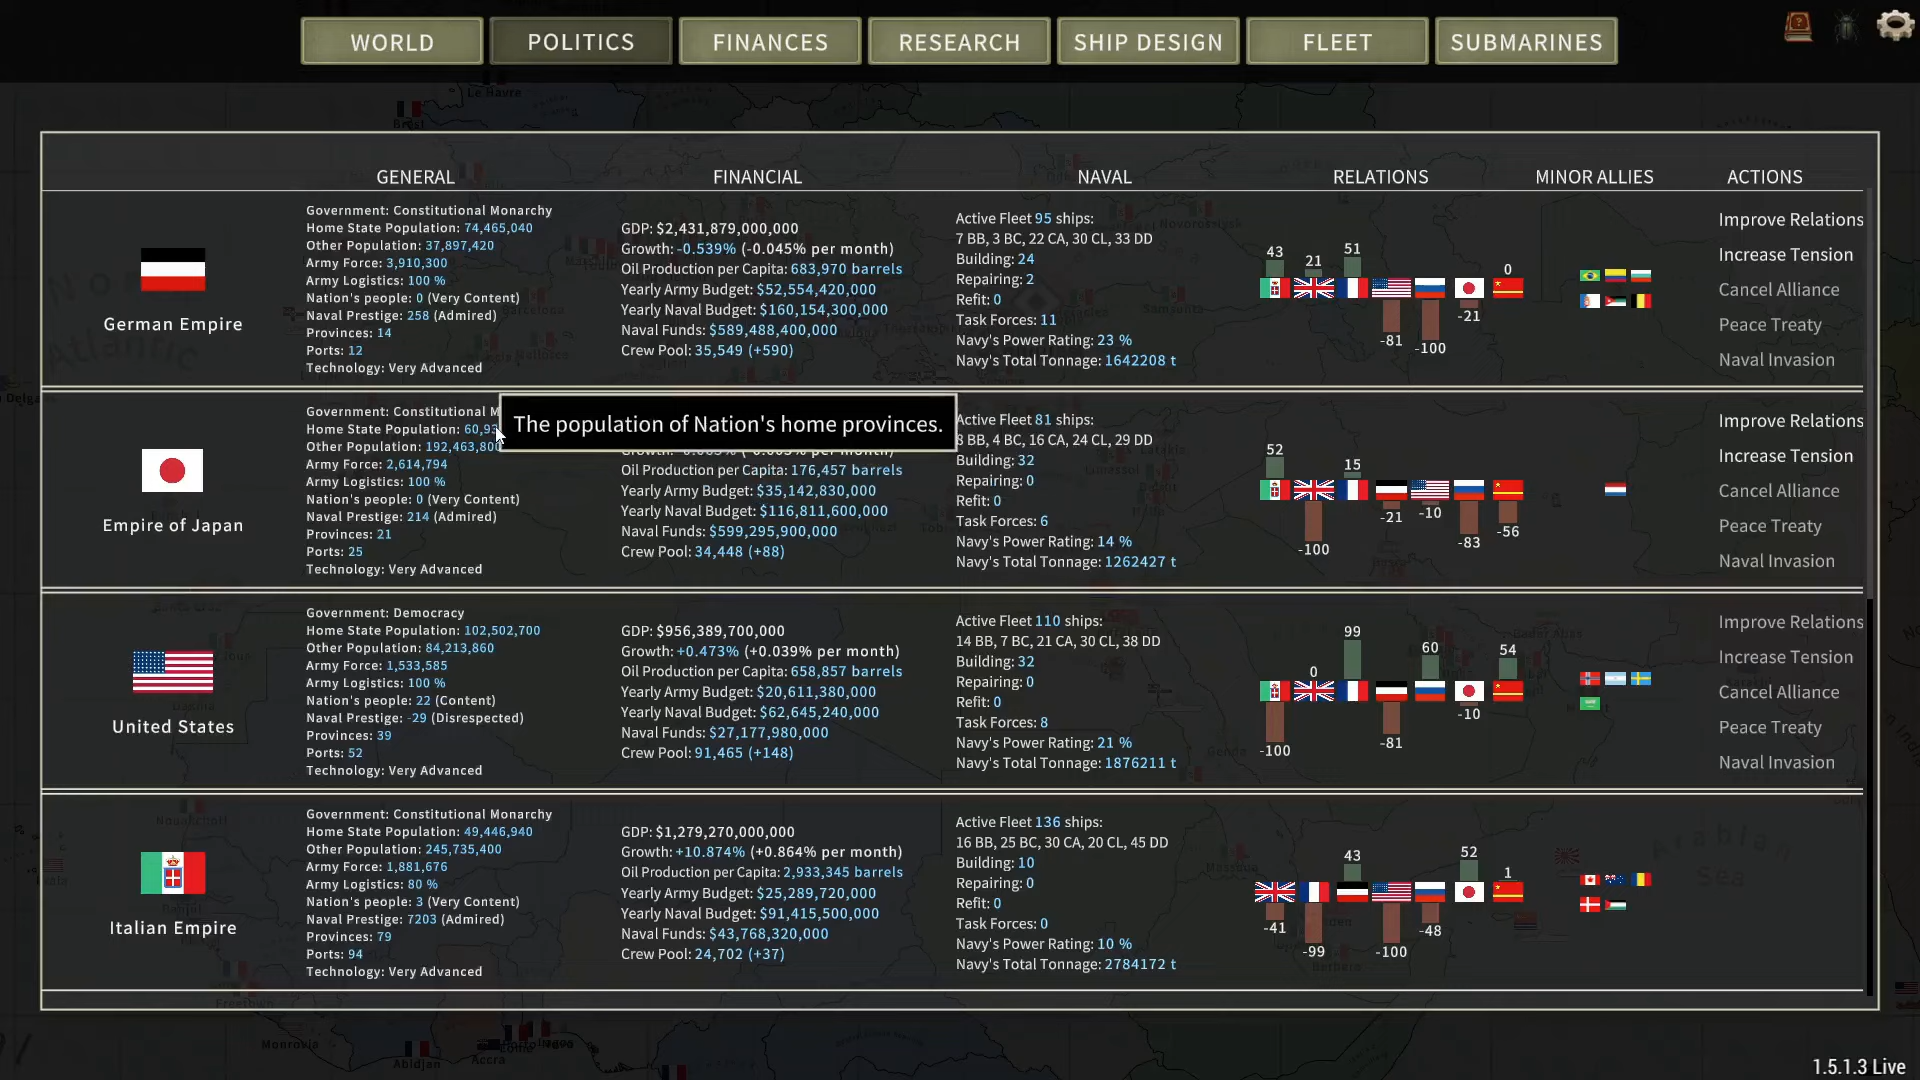 WORLD
POLITICS
FINANCES
RESEARCH
SHIP DESIGN
FLEET
SUBMARINES
GENERAL
FINANCIAL
NAVAL
RELATIONS
MINOR ALLIES
ACTIONS
German Empire
Government: Constitutional Monarchy
Home State Population: 74,465,040
Other Population: 37,897,420
Army Force: 3,910,300
Army Logistics: 100 %
Nation's people: 0 (Very Content)
Naval Prestige: 258 (Admired)
Provinces: 14
Ports: 12
Technology: Very Advanced
GDP: $2,431,879,000,000
Growth: -0.539% (-0.045% per month)
Oil Production per Capita: 683,970 barrels
Yearly Army Budget: $52,554,420,000
Yearly Naval Budget: $160,154,300,000
Naval Funds: $589,488,400,000
Crew Pool: 35,549 (+590)
Active Fleet 95 ships:
7 BB, 3 BC, 22 CA, 30 CL, 33 DD
Building: 24
Repairing: 2
Refit: 0
Task Forces: 11
Navy's Power Rating: 23 %
Navy's Total Tonnage: 1642208 t
43
21
51
-81
-100
-21
0
Improve Relations
Increase Tension
Cancel Alliance
Peace Treaty
Naval Invasion
Empire of Japan
Government: Constitutional M
Home State Population: 60,93
Other Population: 192,463,800
Army Force: 2,614,794
Army Logistics: 100 %
Nation's people: 0 (Very Content)
Naval Prestige: 214 (Admired)
Provinces: 21
Ports: 25
Technology: Very Advanced
The population of Nation's home provinces.
Oil Production per Capita: 176,457 barrels
Yearly Army Budget: $35,142,830,000
Yearly Naval Budget: $116,811,600,000
Naval Funds: $599,295,900,000
Crew Pool: 34,448 (+88)
Active Fleet 81 ships:
8 BB, 4 BC, 16 CA, 24 CL, 29 DD
Building: 32
Repairing: 0
Refit: 0
Task Forces: 6
Navy's Power Rating: 14 %
Navy's Total Tonnage: 1262427 t
52
-100
15
-21
-10
-83
-56
Improve Relations
Increase Tension
Cancel Alliance
Peace Treaty
Naval Invasion
United States
Government: Democracy
Home State Population: 102,502,700
Other Population: 84,213,860
Army Force: 1,533,585
Army Logistics: 100 %
Nation's people: 22 (Content)
Naval Prestige: -29 (Disrespected)
Provinces: 39
Ports: 52
Technology: Very Advanced
GDP: $956,389,700,000
Growth: +0.473% (+0.039% per month)
Oil Production per Capita: 658,857 barrels
Yearly Army Budget: $20,611,380,000
Yearly Naval Budget: $62,645,240,000
Naval Funds: $27,177,980,000
Crew Pool: 91,465 (+148)
Active Fleet 110 ships:
14 BB, 7 BC, 21 CA, 30 CL, 38 DD
Building: 32
Repairing: 0
Refit: 0
Task Forces: 8
Navy's Power Rating: 21 %
Navy's Total Tonnage: 1876211 t
-100
0
99
-81
60
-10
54
Improve Relations
Increase Tension
Cancel Alliance
Peace Treaty
Naval Invasion
Italian Empire
Government: Constitutional Monarchy
Home State Population: 49,446,940
Other Population: 245,735,400
Army Force: 1,881,676
Army Logistics: 80 %
Nation's people: 3 (Very Content)
Naval Prestige: 7203 (Admired)
Provinces: 79
Ports: 94
Technology: Very Advanced
GDP: $1,279,270,000,000
Growth: +10.874% (+0.864% per month)
Oil Production per Capita: 2,933,345 barrels
Yearly Army Budget: $25,289,720,000
Yearly Naval Budget: $91,415,500,000
Naval Funds: $43,768,320,000
Crew Pool: 24,702 (+37)
Active Fleet 136 ships:
16 BB, 25 BC, 30 CA, 20 CL, 45 DD
Building: 10
Repairing: 0
Refit: 0
Task Forces: 0
Navy's Power Rating: 10 %
Navy's Total Tonnage: 2784172 t
-41
-99
43
-100
-48
52
1
Le Havre
Brest
Monrovia
Abidjan
Accra
Freetown
Arabian
Sea
Atlantic
1.5.1.3 Live